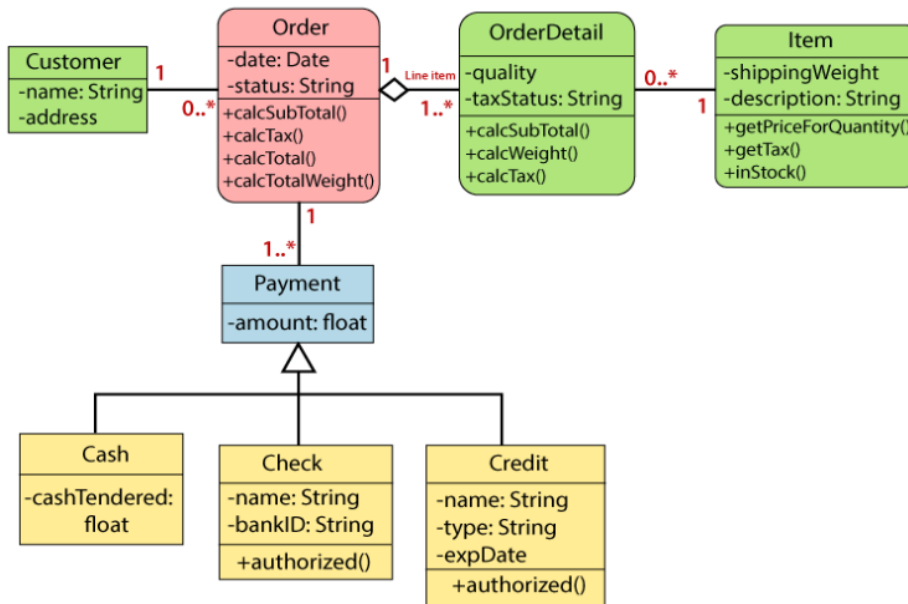 Customer
-name: String
-address
1
0..*
Order
-date: Date
-status: String
+calcSubTotal()
+calcTax()
+calcTotal()
+calcTotalWeight()
1
Line item
1..*
OrderDetail
-quality
-taxStatus: String
+calcSubTotal()
+calcWeight()
+calcTax()
0..*
1
Item
-shippingWeight
-description: String
+getPriceForQuantity()
+getTax()
+inStock()
1
1..*
Payment
-amount: float
Cash
-cashTendered:
float
Check
-name: String
-bankID: String
+authorized()
Credit
-name: String
-type: String
-expDate
+authorized()